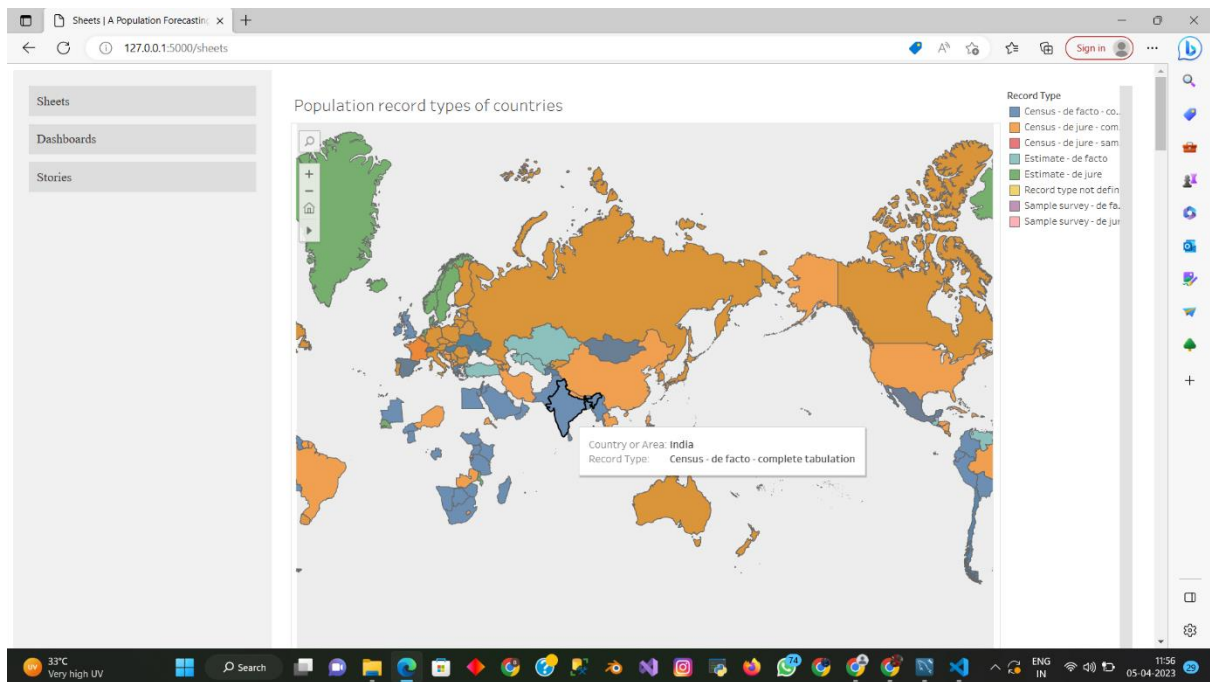 Sheets | A Population Forecasting
127.0.0.1:5000/sheets
Sign in
Sheets
Dashboards
Stories
Population record types of countries
Record Type
Census - de facto - co..
Census - de jure - com.
Census - de jure - sam.
Estimate - de facto
Estimate - de jure
Record type not defin
Sample survey - de fa.
Sample survey - de jur
Country or Area: India
Record Type: Census - de facto - complete tabulation
33°C
Very high UV
Search
74
ENG
IN
11:56
05-04-2023
29